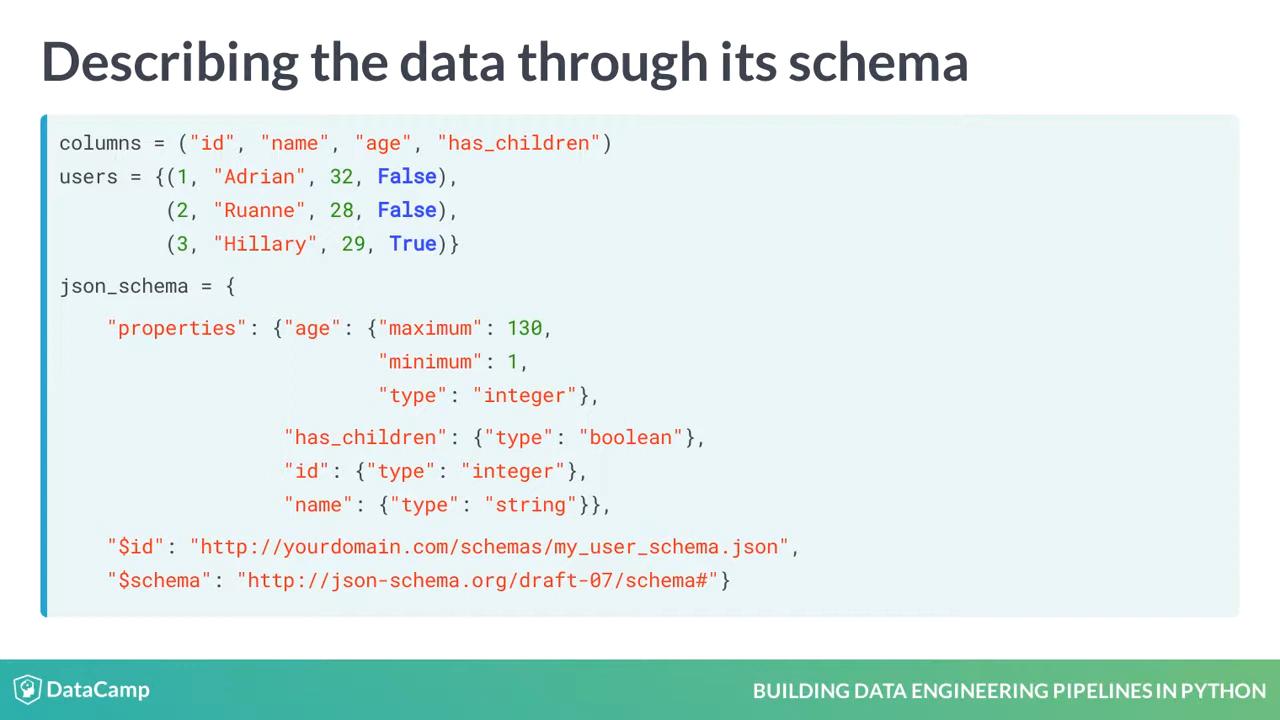 Describing the data through its schema
columns = ("id", "name", "age", "has_children")
users = {(1, "Adrian", 32, False),
(2, "Ruanne", 28, False),
(3, "Hillary", 29, True)}
json_schema = {
"properties": {"age": {"maximum": 130,
"minimum": 1,
"type": "integer"},
"has_children": {"type": "boolean"},
"id": {"type": "integer"},
"name": {"type": "string"}},
"$id": "http://yourdomain.com/schemas/my_user_schema.json",
"$schema": "http://json-schema.org/draft-07/schema#"}
DataCamp
BUILDING DATA ENGINEERING PIPELINES IN PYTHON